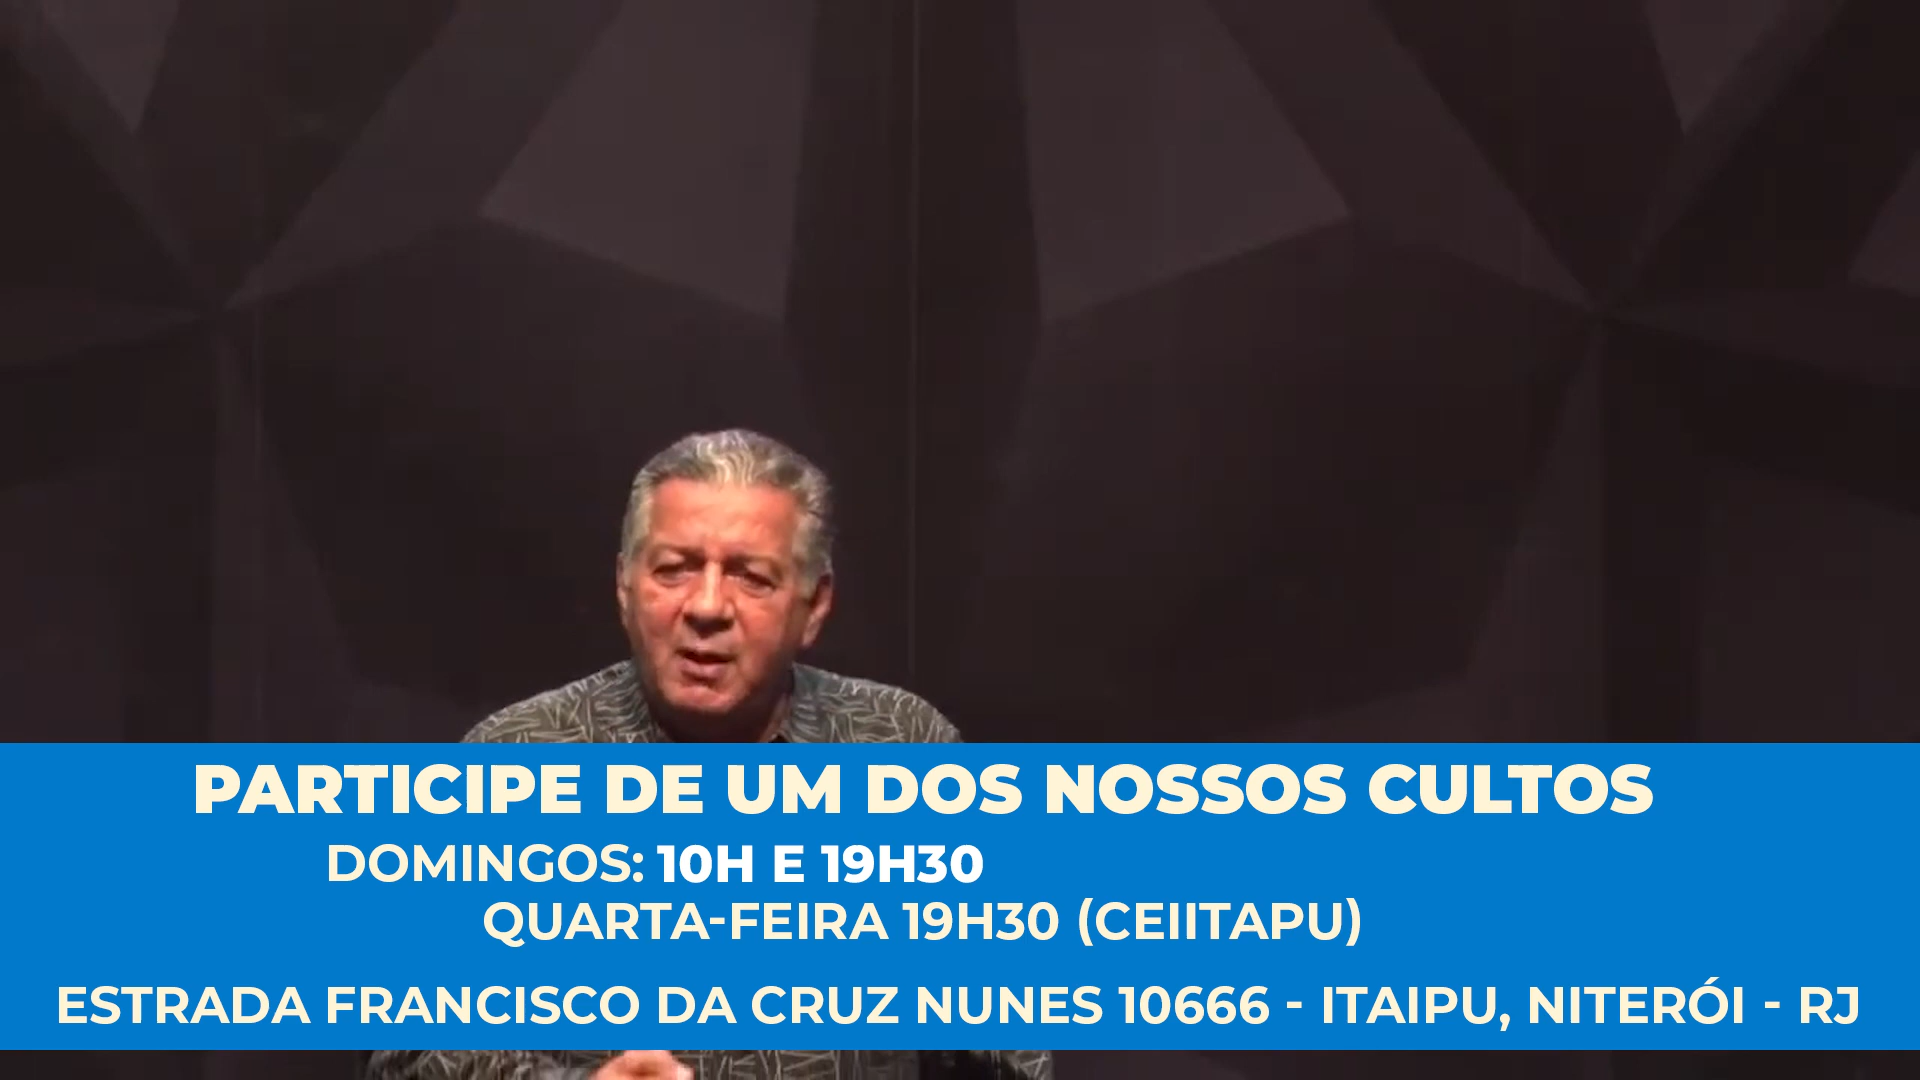 PARTICIPE DE UM DOS NOSSOS CULTOS
DOMINGOS: 10H E 19H30
QUARTA-FEIRA 19H30 (CEIITAPU)
ESTRADA FRANCISCO DA CRUZ NUNES 10666 - ITAIPU, NITERÓI - RJ